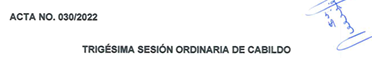 ACTA NO. 030/2022
TRIGÉSIMA SESIÓN ORDINARIA DE CABILDO